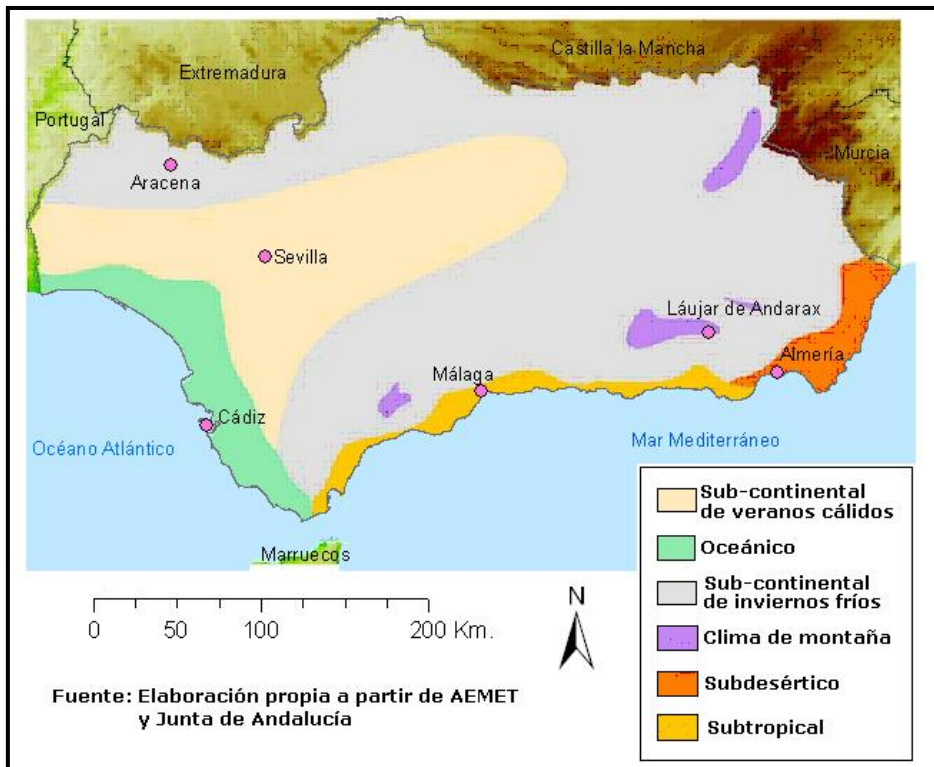 Castilla la Mancha
Extremadura
Portugal
Murcia
Aracena
Sevilla
Láujar de Andarax
Almería
Málaga
Cádiz
Océano Atlántico
Mar Mediterráneo
Marruecos
Sub-continental
de veranos cálidos
Oceánico
Sub-continental
de inviernos fríos
Clima de montaña
Subdesértico
Subtropical
N
0 50 100 200 Km.
Fuente: Elaboración propia a partir de AEMET
y Junta de Andalucía